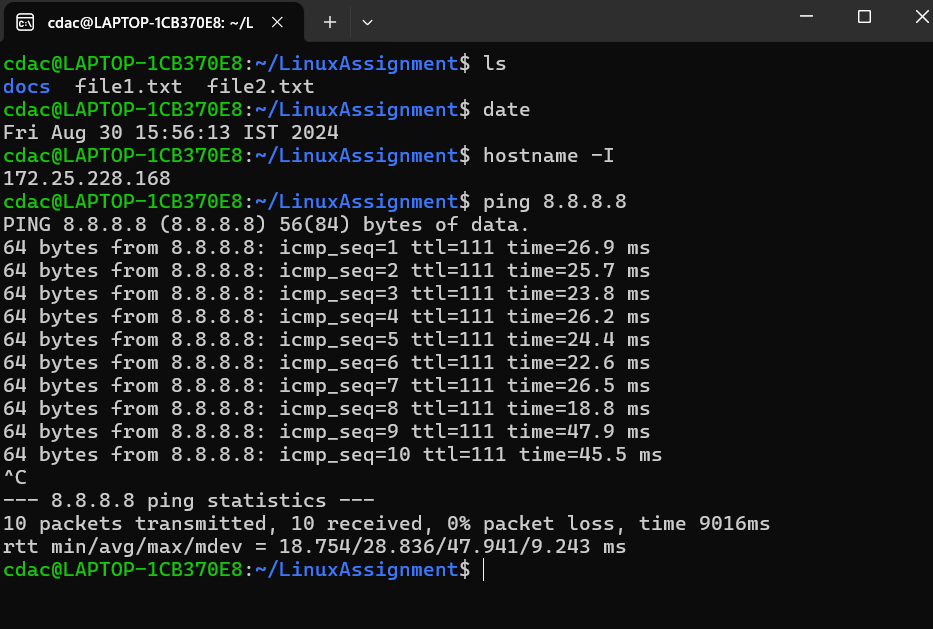 cdac@LAPTOP-1CB370E8: ~/L
cdac@LAPTOP-1CB370E8:~/LinuxAssignment$ ls
docs  file1.txt  file2.txt
cdac@LAPTOP-1CB370E8:~/LinuxAssignment$ date
Fri Aug 30 15:56:13 IST 2024
cdac@LAPTOP-1CB370E8:~/LinuxAssignment$ hostname -I
172.25.228.168
cdac@LAPTOP-1CB370E8:~/LinuxAssignment$ ping 8.8.8.8
PING 8.8.8.8 (8.8.8.8) 56(84) bytes of data.
64 bytes from 8.8.8.8: icmp_seq=1 ttl=111 time=26.9 ms
64 bytes from 8.8.8.8: icmp_seq=2 ttl=111 time=25.7 ms
64 bytes from 8.8.8.8: icmp_seq=3 ttl=111 time=23.8 ms
64 bytes from 8.8.8.8: icmp_seq=4 ttl=111 time=26.2 ms
64 bytes from 8.8.8.8: icmp_seq=5 ttl=111 time=24.4 ms
64 bytes from 8.8.8.8: icmp_seq=6 ttl=111 time=22.6 ms
64 bytes from 8.8.8.8: icmp_seq=7 ttl=111 time=26.5 ms
64 bytes from 8.8.8.8: icmp_seq=8 ttl=111 time=18.8 ms
64 bytes from 8.8.8.8: icmp_seq=9 ttl=111 time=47.9 ms
64 bytes from 8.8.8.8: icmp_seq=10 ttl=111 time=45.5 ms
^C
--- 8.8.8.8 ping statistics ---
10 packets transmitted, 10 received, 0% packet loss, time 9016ms
rtt min/avg/max/mdev = 18.754/28.836/47.941/9.243 ms
cdac@LAPTOP-1CB370E8:~/LinuxAssignment$